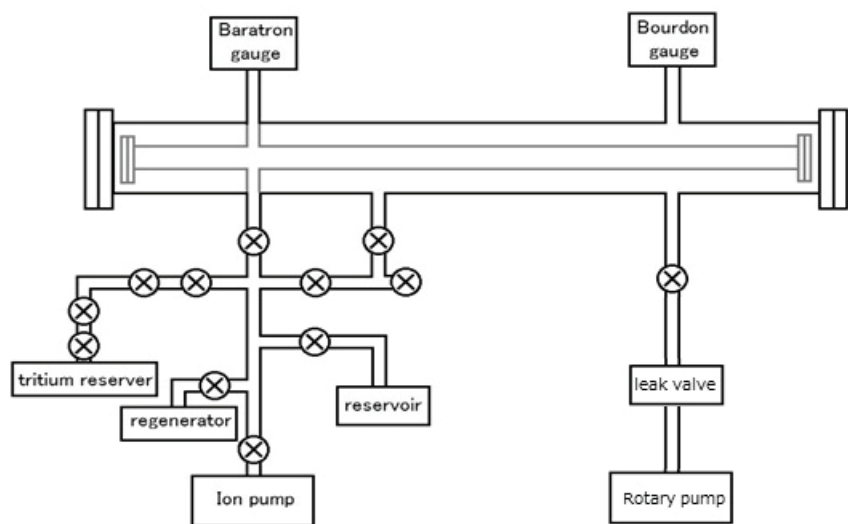 Baratron
gauge
Bourdon
gauge
tritium reserver
regenerator
reservoir
leak valve
Ion pump
Rotary pump